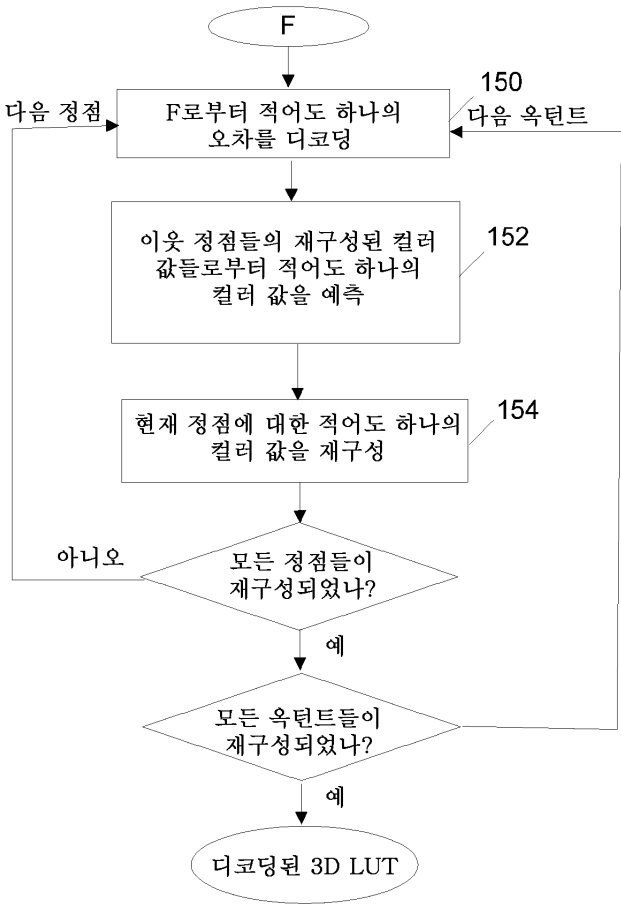 F
150
다음 정점
F로부터 적어도 하나의
오차를 디코딩
다음 옥턴트
152
이웃 정점들의 재구성된 컬러
값들로부터 적어도 하나의
컬러 값을 예측
154
현재 정점에 대한 적어도 하나의
컬러 값을 재구성
아니오
모든 정점들이
재구성되었나?
예
모든 옥턴트들이
재구성되었나?
예
디코딩된 3D LUT